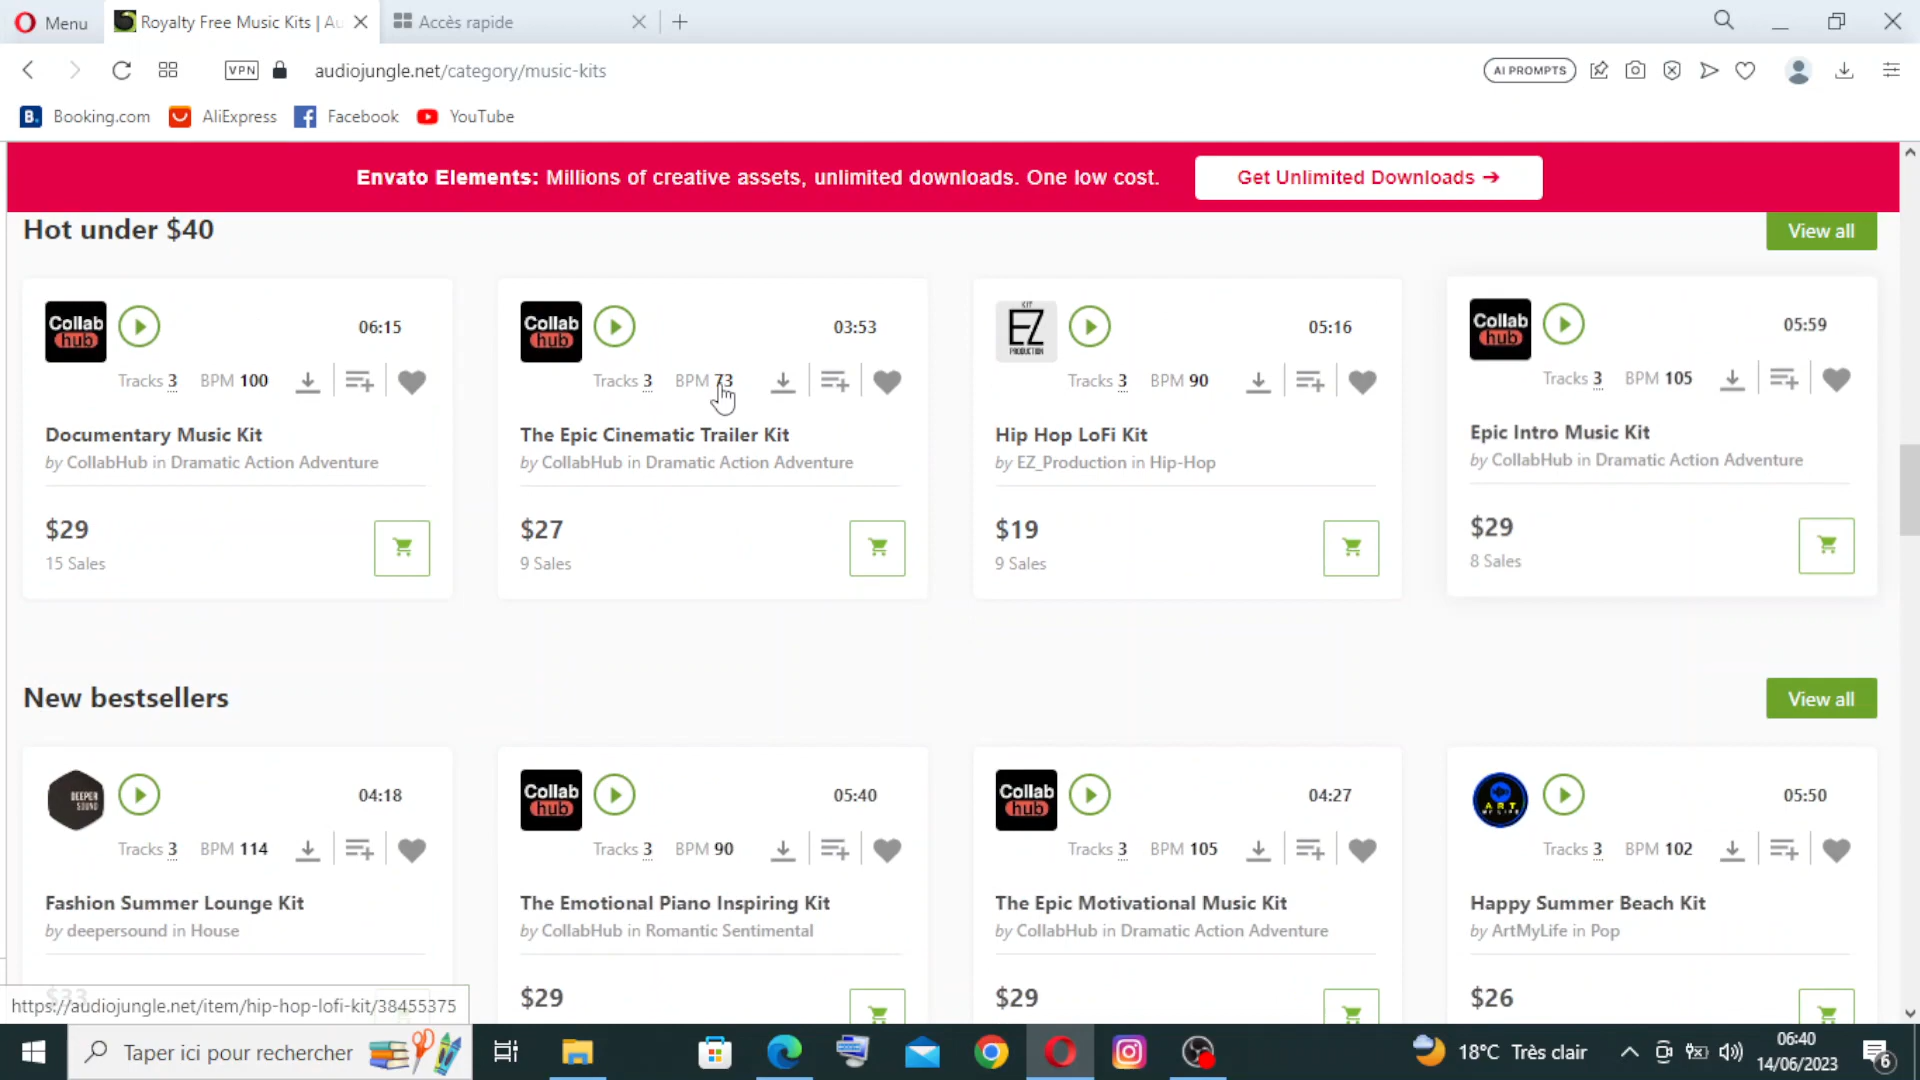 Menu
Royalty Free Music Kits | Au
Accès rapide
VPN
audiojungle.net/category/music-kits
AI PROMPTS
B. Booking.com
AliExpress
Facebook
YouTube
Envato Elements: Millions of creative assets, unlimited downloads. One low cost.
Get Unlimited Downloads →
Hot under $40
View all
Collab hub 06:15
Tracks 3 BPM 100
Documentary Music Kit
by CollabHub in Dramatic Action Adventure
$29
15 Sales
Collab hub 03:53
Tracks 3 BPM 73
The Epic Cinematic Trailer Kit
by CollabHub in Dramatic Action Adventure
$27
9 Sales
KIT EZ PRODUCTION 05:16
Tracks 3 BPM 90
Hip Hop LoFi Kit
by EZ_Production in Hip-Hop
$19
9 Sales
Collab hub 05:59
Tracks 3 BPM 105
Epic Intro Music Kit
by CollabHub in Dramatic Action Adventure
$29
8 Sales
New bestsellers
View all
DEEPER SOUND 04:18
Tracks 3 BPM 114
Fashion Summer Lounge Kit
by deepersound in House
$33
Collab hub 05:40
Tracks 3 BPM 90
The Emotional Piano Inspiring Kit
by CollabHub in Romantic Sentimental
$29
Collab hub 04:27
Tracks 3 BPM 105
The Epic Motivational Music Kit
by CollabHub in Dramatic Action Adventure
$29
ART MY LIFE 05:50
Tracks 3 BPM 102
Happy Summer Beach Kit
by ArtMyLife in Pop
$26
https://audiojungle.net/item/hip-hop-lofi-kit/38455375
Taper ici pour rechercher
18°C Très clair
06:40
14/06/2023
6